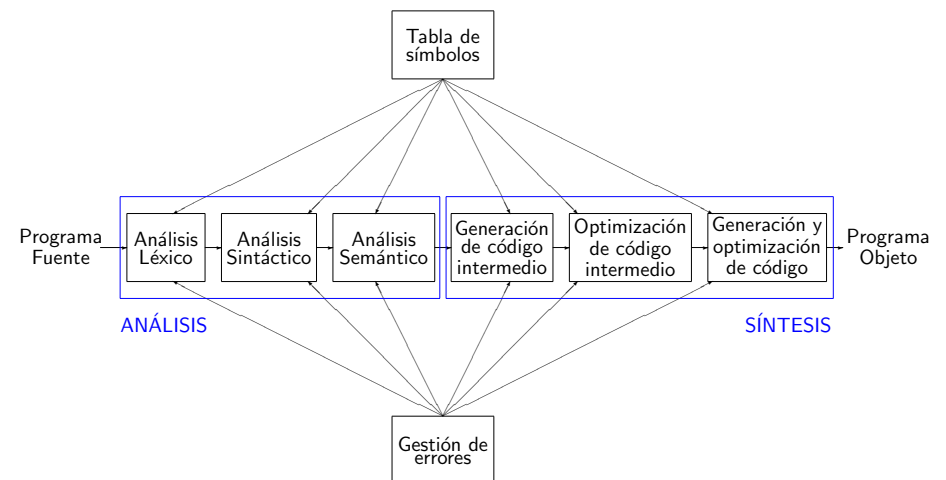 Tabla de
símbolos
Programa
Fuente
Análisis
Léxico
Análisis
Sintáctico
Análisis
Semántico
Generación
de código
intermedio
Optimización
de código
intermedio
Generación y
optimización
de código
Programa
Objeto
ANÁLISIS
SÍNTESIS
Gestión de
errores